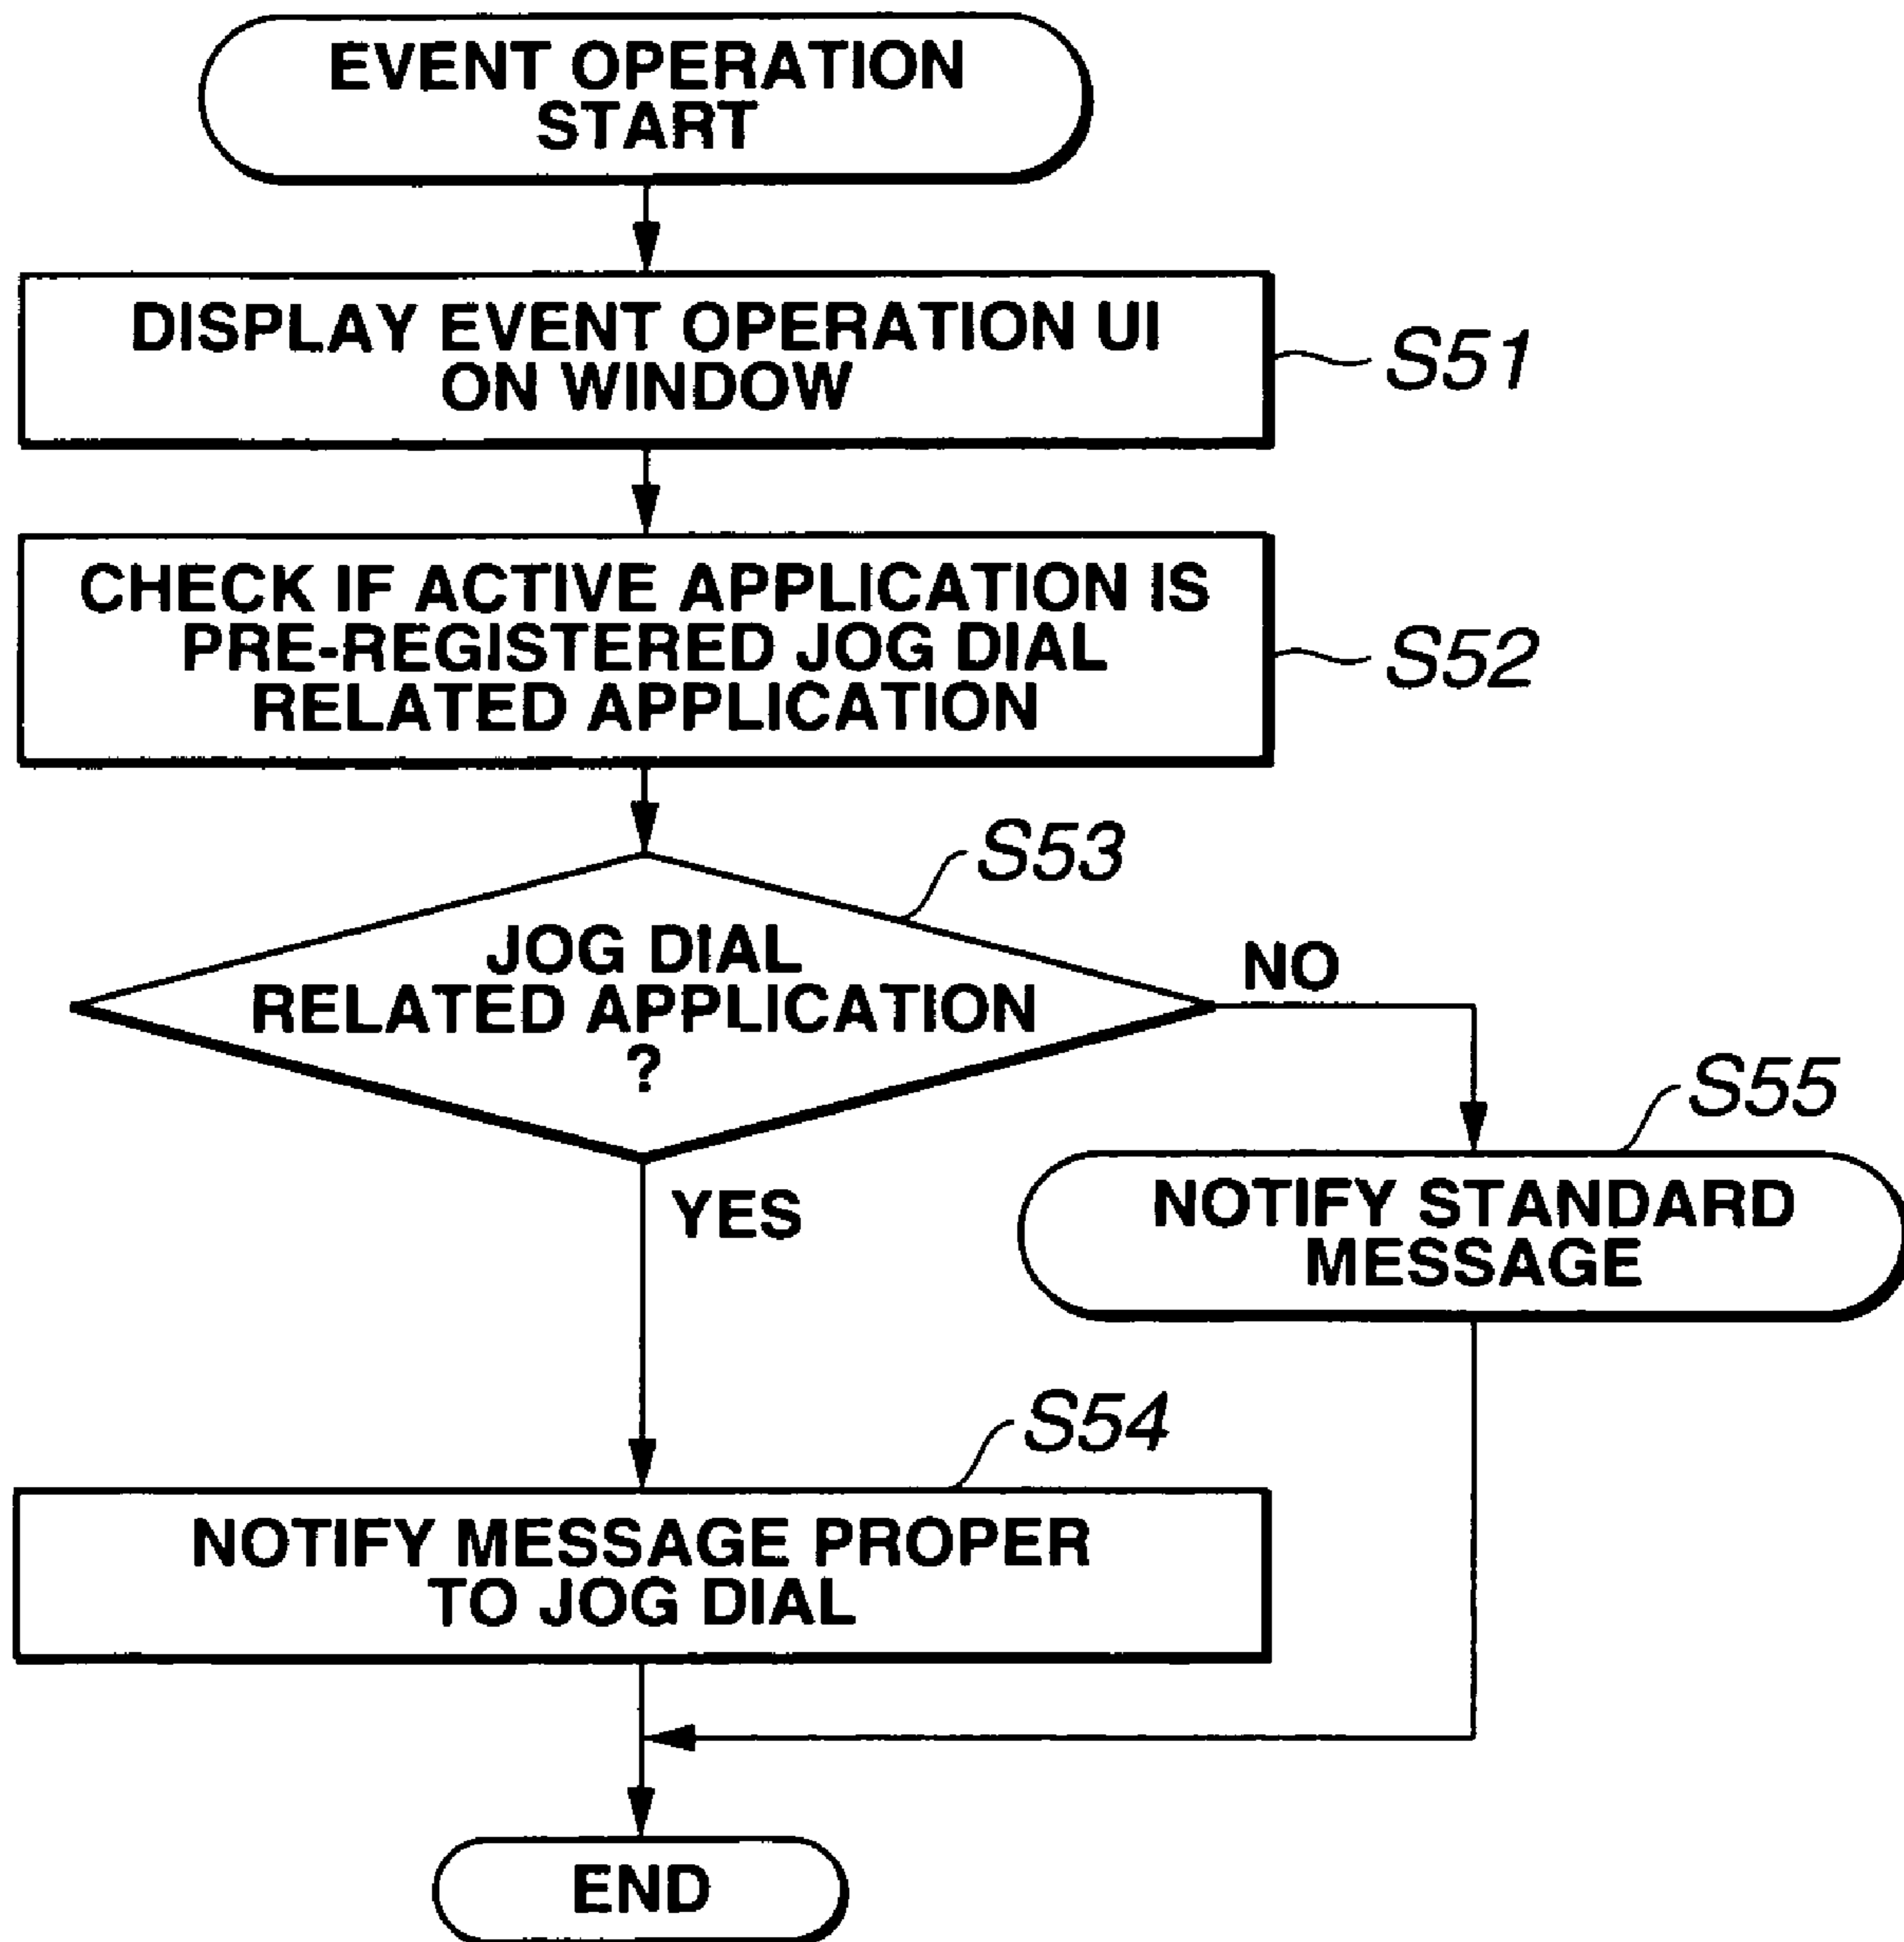 EVENT OPERATION
START
DISPLAY EVENT OPERATION UI
ON WINDOW
S51
CHECK IF ACTIVE APPLICATION IS
PRE-REGISTERED JOG DIAL
RELATED APPLICATION
S52
S53
JOG DIAL
RELATED APPLICATION
?
NO
YES
S55
NOTIFY STANDARD
MESSAGE
S54
NOTIFY MESSAGE PROPER
TO JOG DIAL
END